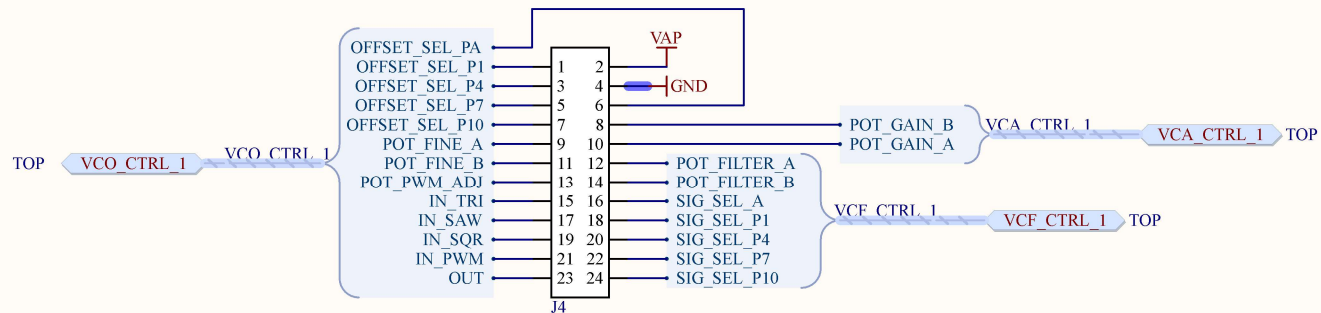 VAP
OFFSET_SEL_PA
OFFSET_SEL_P1 1 2
OFFSET_SEL_P4 3 4 GND
OFFSET_SEL_P7 5 6
OFFSET_SEL_P10 7 8 POT_GAIN_B VCA_CTRL_1
POT_FINE_A 9 10 POT_GAIN_A VCA_CTRL_1 TOP
TOP VCO_CTRL_1 VCO_CTRL_1 POT_FINE_B 11 12 POT_FILTER_A
POT_PWM_ADJ 13 14 POT_FILTER_B
IN_TRI 15 16 SIG_SEL_A
IN_SAW 17 18 SIG_SEL_P1 VCF_CTRL_1 VCF_CTRL_1 TOP
IN_SQR 19 20 SIG_SEL_P4
IN_PWM 21 22 SIG_SEL_P7
OUT 23 24 SIG_SEL_P10
J4